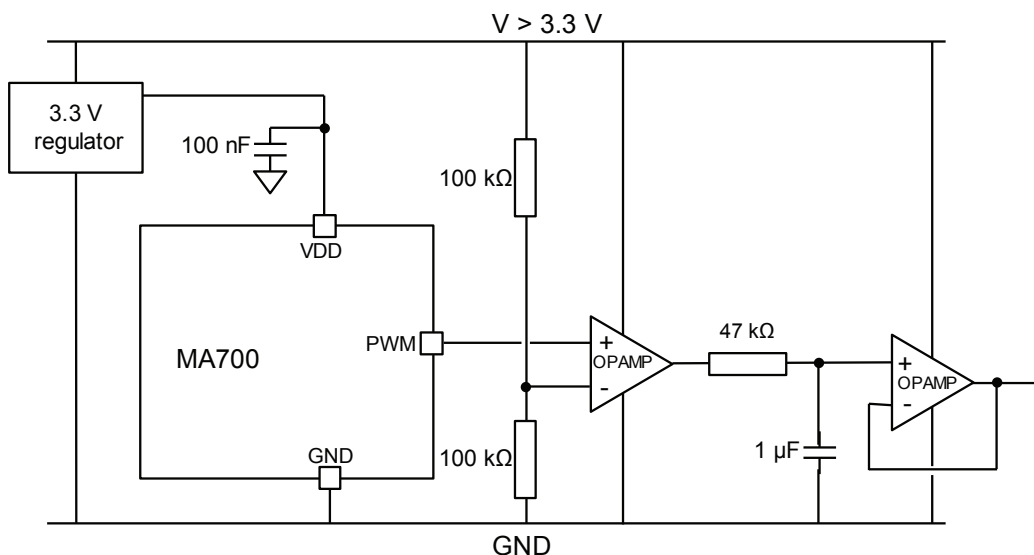 V > 3.3 V
3.3 V
regulator
100 nF
100 kΩ
VDD
MA700
PWM
+
OPAMP
-
47 kΩ
+
OPAMP
-
GND
100 kΩ
1 µF
GND